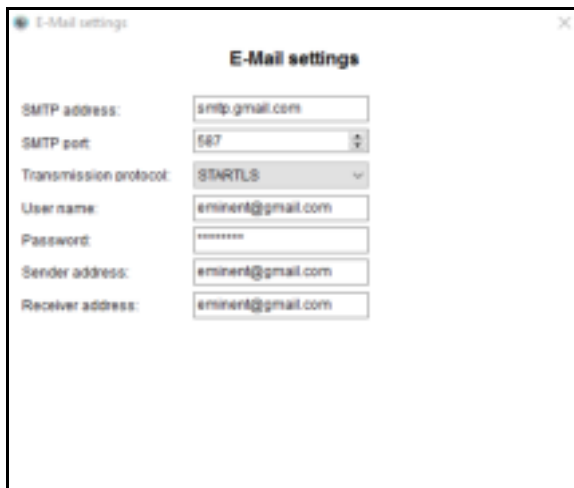 E-Mail settings
E-Mail settings
SMTP address: smtp.gmail.com
SMTP port: 587
Transmission protocol: STARTLS
User name: eminent@gmail.com
Password: ********
Sender address: eminent@gmail.com
Receiver address: eminent@gmail.com